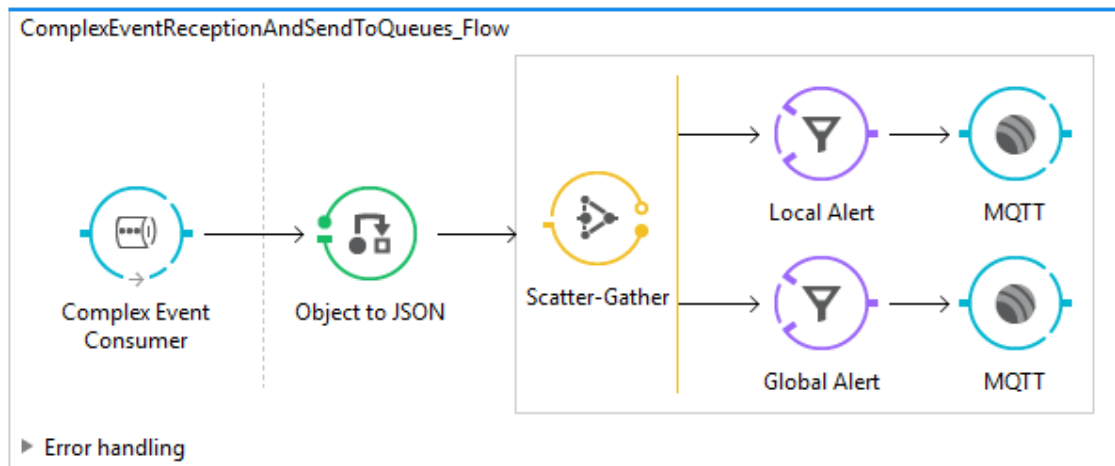 ComplexEventReceptionAndSendToQueues_Flow
Local Alert
MQTT
Complex Event
Consumer
Object to JSON
Scatter-Gather
Global Alert
MQTT
Error handling